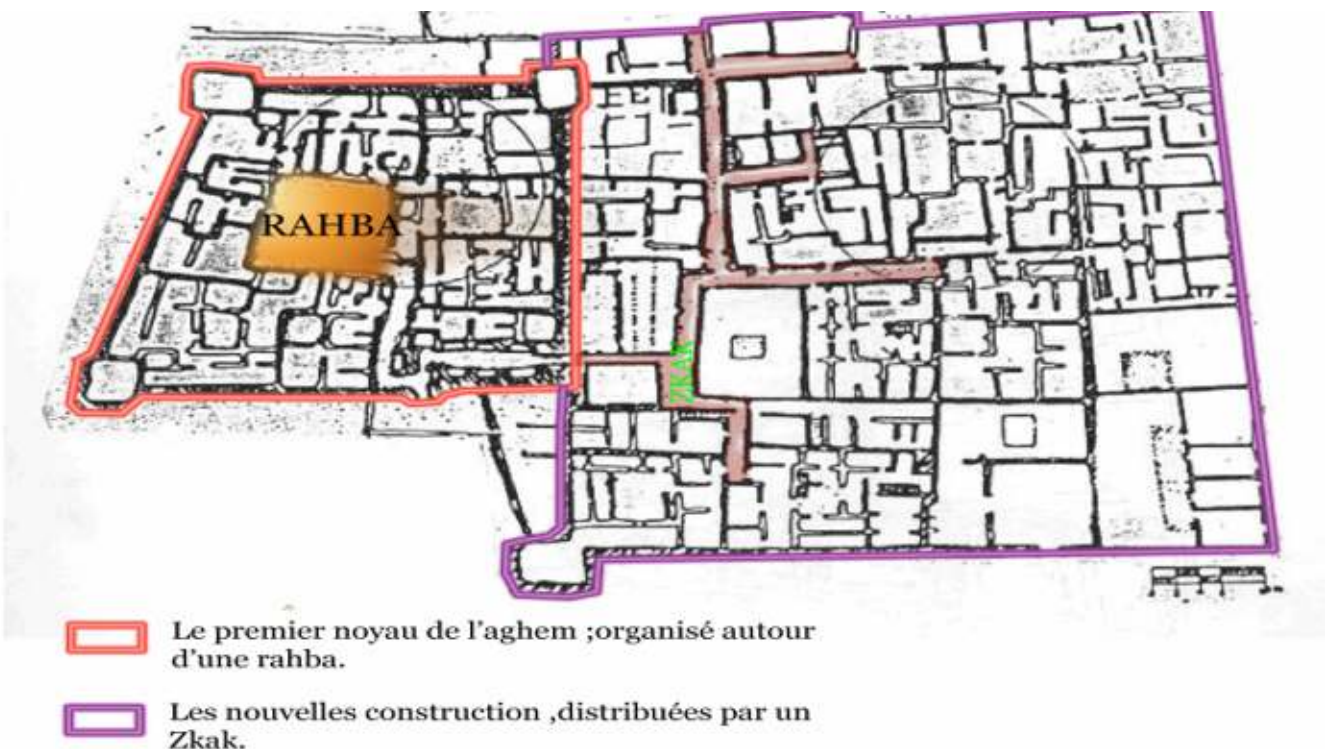 RAHBA
ZKAK
Le premier noyau de l'aghem ;organisé autour
d'une rahba.
Les nouvelles construction ,distribuées par un
Zkak.